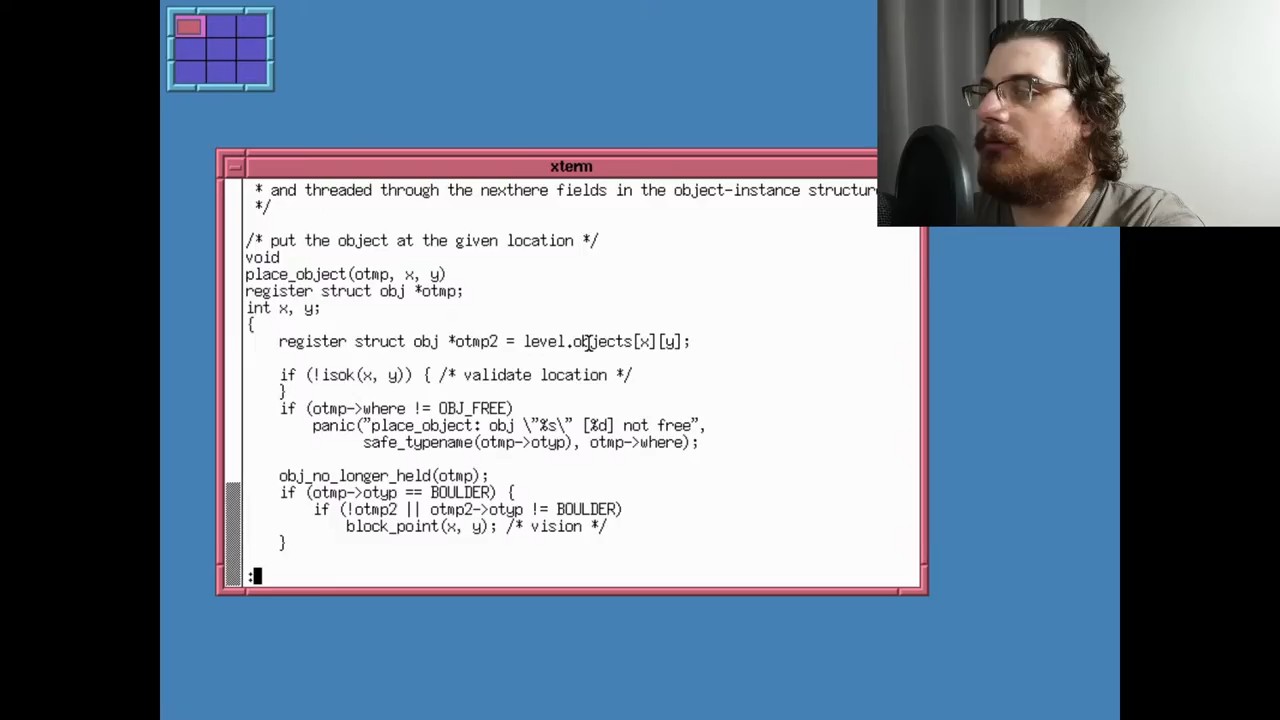 xterm
 * and threaded through the nexthere fields in the object-instance structure
 */
/* put the object at the given location */
void
place_object(otmp, x, y)
register struct obj *otmp;
int x, y;
{
    register struct obj *otmp2 = level.objects[x][y];
    if (!isok(x, y)) { /* validate location */
    }
    if (otmp->where != OBJ_FREE)
        panic("place_object: obj \"%s\" [%d] not free",
              safe_typename(otmp->otyp), otmp->where);
    obj_no_longer_held(otmp);
    if (otmp->otyp == BOULDER) {
        if (!otmp2 || otmp2->otyp != BOULDER)
            block_point(x, y); /* vision */
    }
: